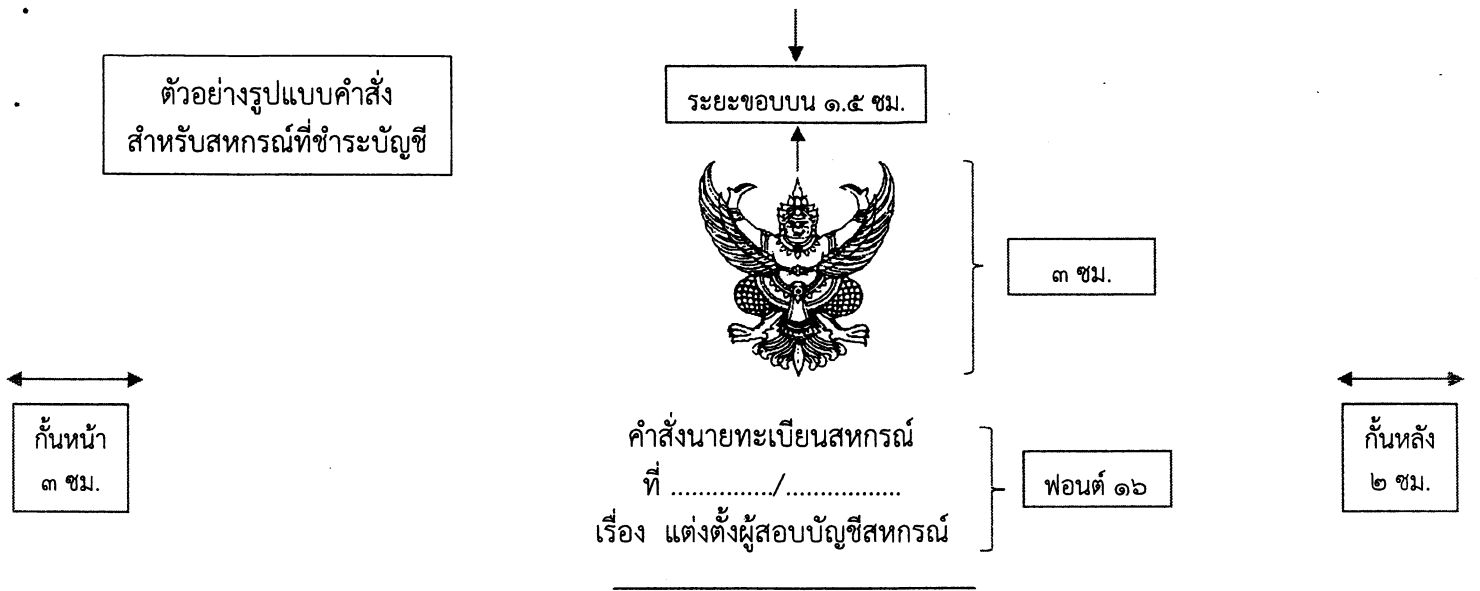 ตัวอย่างรูปแบบคำสั่ง
สำหรับสหกรณ์ที่ชำระบัญชี
ระยะขอบบน ๑.๕ ซม.
๓ ซม.
กั้นหน้า
๓ ซม.
คำสั่งนายทะเบียนสหกรณ์
ที่ ................/..................
เรื่อง แต่งตั้งผู้สอบบัญชีสหกรณ์
ฟอนต์ ๑๖
กั้นหลัง
๒ ซม.